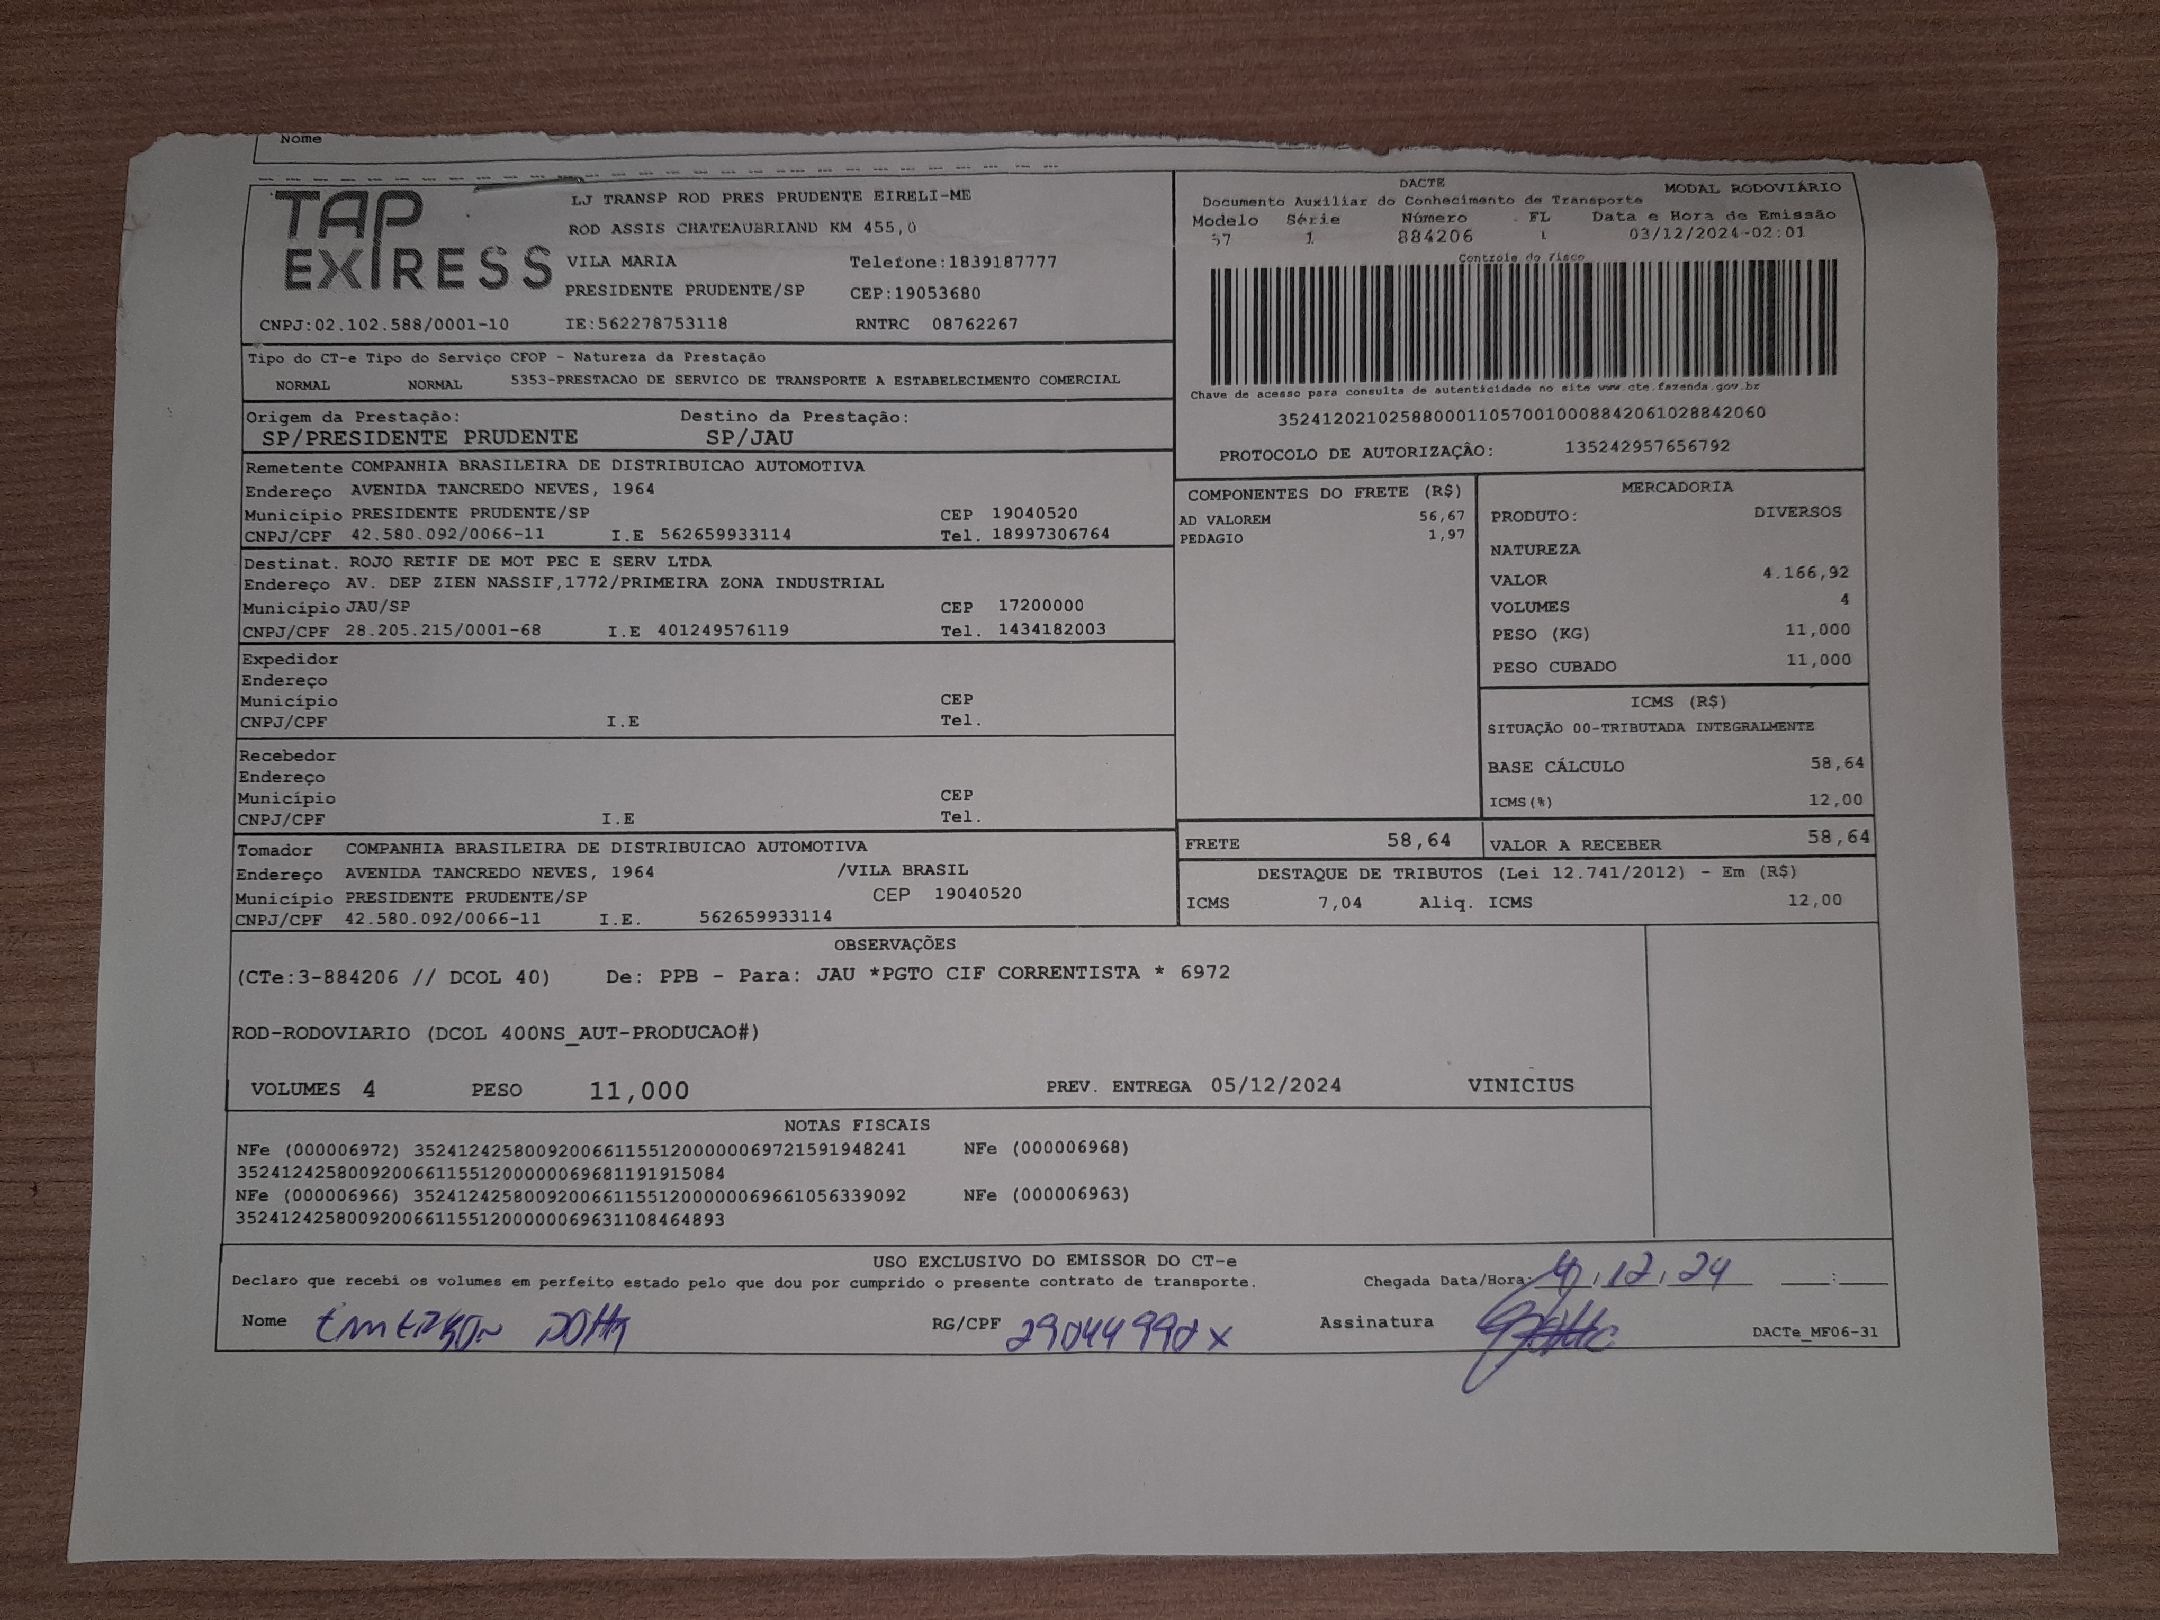 Nome
TAP
EXPRESS
LJ TRANSP ROD PRES PRUDENTE EIRELI-ME
ROD ASSIS CHATEAUBRIAND KM 455,0
VILA MARIA Telefone:1839187777
PRESIDENTE PRUDENTE/SP CEP:19053680
CNPJ:02.102.588/0001-10 IE:562278753118 RNTRC 08762267
DACTE MODAL RODOVIÁRIO
Documento Auxiliar do Conhecimento de Transporte
Modelo Série Número FL Data e Hora de Emissão
57 1 884206 1 03/12/2024-02:01
Controle do Fisco
Chave de acesso para consulta de autenticidade no site www.cte.fazenda.gov.br
35241202102588000110570010008842061028842060
PROTOCOLO DE AUTORIZAÇÂO: 135242957656792
Tipo do CT-e Tipo do Serviço CFOP - Natureza da Prestação
NORMAL NORMAL 5353-PRESTACAO DE SERVICO DE TRANSPORTE A ESTABELECIMENTO COMERCIAL
Origem da Prestação: Destino da Prestação:
SP/PRESIDENTE PRUDENTE SP/JAU
Remetente COMPANHIA BRASILEIRA DE DISTRIBUICAO AUTOMOTIVA
Endereço AVENIDA TANCREDO NEVES, 1964
Município PRESIDENTE PRUDENTE/SP CEP 19040520
CNPJ/CPF 42.580.092/0066-11 I.E 562659933114 Tel. 18997306764
Destinat. ROJO RETIF DE MOT PEC E SERV LTDA
Endereço AV. DEP ZIEN NASSIF,1772/PRIMEIRA ZONA INDUSTRIAL
Município JAU/SP CEP 17200000
CNPJ/CPF 28.205.215/0001-68 I.E 401249576119 Tel. 1434182003
Expedidor
Endereço
Município CEP
CNPJ/CPF I.E Tel.
Recebedor
Endereço
Município CEP
CNPJ/CPF I.E Tel.
Tomador COMPANHIA BRASILEIRA DE DISTRIBUICAO AUTOMOTIVA
Endereço AVENIDA TANCREDO NEVES, 1964 /VILA BRASIL
Município PRESIDENTE PRUDENTE/SP CEP 19040520
CNPJ/CPF 42.580.092/0066-11 I.E. 562659933114
COMPONENTES DO FRETE (R$)
AD VALOREM 56,67
PEDAGIO 1,97
MERCADORIA
PRODUTO: DIVERSOS
NATUREZA
VALOR 4.166,92
VOLUMES 4
PESO (KG) 11,000
PESO CUBADO 11,000
ICMS (R$)
SITUAÇÃO 00-TRIBUTADA INTEGRALMENTE
BASE CÁLCULO 58,64
ICMS(%) 12,00
FRETE 58,64 VALOR A RECEBER 58,64
DESTAQUE DE TRIBUTOS (Lei 12.741/2012) - Em (R$)
ICMS 7,04 Aliq. ICMS 12,00
OBSERVAÇÕES
(CTe:3-884206 // DCOL 40) De: PPB - Para: JAU *PGTO CIF CORRENTISTA * 6972
ROD-RODOVIARIO (DCOL 400NS_AUT-PRODUCAO#)
VOLUMES 4 PESO 11,000 PREV. ENTREGA 05/12/2024 VINICIUS
NOTAS FISCAIS
NFe (000006972) 35241242580092006611551200000069721591948241 NFe (000006968)
35241242580092006611551200000069681191915084
NFe (000006966) 35241242580092006611551200000069661056339092 NFe (000006963)
35241242580092006611551200000069631108464893
USO EXCLUSIVO DO EMISSOR DO CT-e
Declaro que recebi os volumes em perfeito estado pelo que dou por cumprido o presente contrato de transporte. Chegada Data/Hora: 12, 24 :
Nome EMERSON RG/CPF Assinatura DACTe_MF06-31